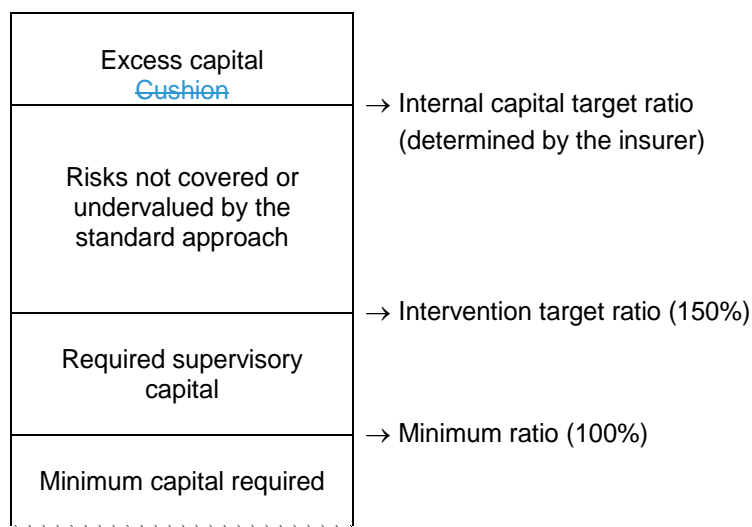 Excess capital
Cushion
→ Internal capital target ratio
(determined by the insurer)
Risks not covered or
undervalued by the
standard approach
→ Intervention target ratio (150%)
Required supervisory
capital
→ Minimum ratio (100%)
Minimum capital required